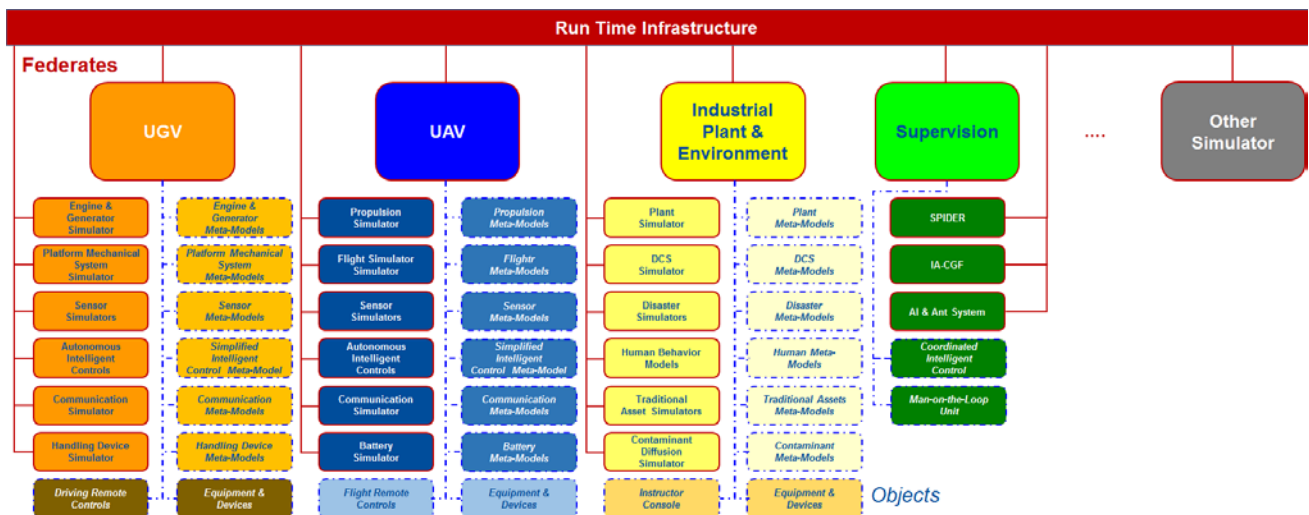 Run Time Infrastructure
Federates
UGV
UAV
Industrial
Plant &
Environment
Supervision
....
Other
Simulator
Engine &
Generator
Simulator
Engine &
Generator
Meta-Models
Propulsion
Simulator
Propulsion
Meta-Models
Plant
Simulator
Plant
Meta-Models
SPIDER
Platform Mechanical
System
Simulator
Platform Mechanical
System
Meta-Models
Flight Simulator
Simulator
Flightr
Meta-Models
DCS
Simulator
DCS
Meta-Models
IA-CGF
Sensor
Simulators
Sensor
Meta-Models
Sensor
Simulators
Sensor
Meta-Models
Disaster
Simulators
Disaster
Meta-Models
AI & Ant System
Autonomous
Intelligent
Controls
Simplified
Intelligent
Control Meta-Model
Autonomous
Intelligent
Controls
Simplified
Intelligent
Control Meta-Model
Human Behavior
Models
Human Meta-
Models
Coordinated
Intelligent
Control
Communication
Simulator
Communication
Meta-Models
Communication
Simulator
Communication
Meta-Models
Traditional
Asset Simulators
Traditional Assets
Meta-Models
Man-on-the-Loop
Unit
Handling Device
Simulator
Handling Device
Meta-Models
Battery
Simulator
Battery
Meta-Models
Contaminant
Diffusion
Simulator
Contaminant
Meta-Models
Driving Remote
Controls
Equipment &
Devices
Flight Remote
Controls
Equipment &
Devices
Instructor
Console
Equipment &
Devices
Objects